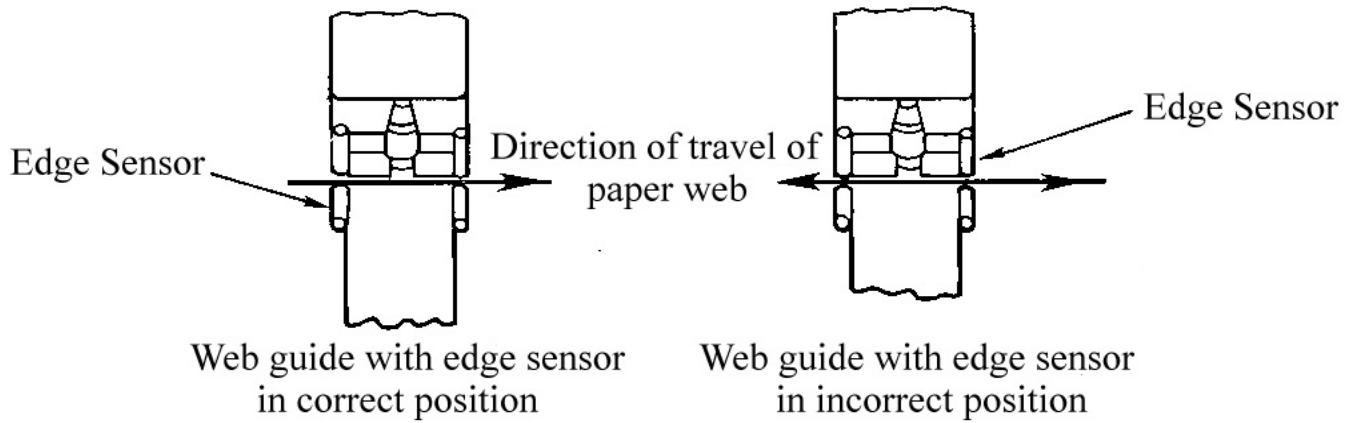 Edge Sensor
Direction of travel of
paper web
Edge Sensor
Web guide with edge sensor
in correct position
Web guide with edge sensor
in incorrect position